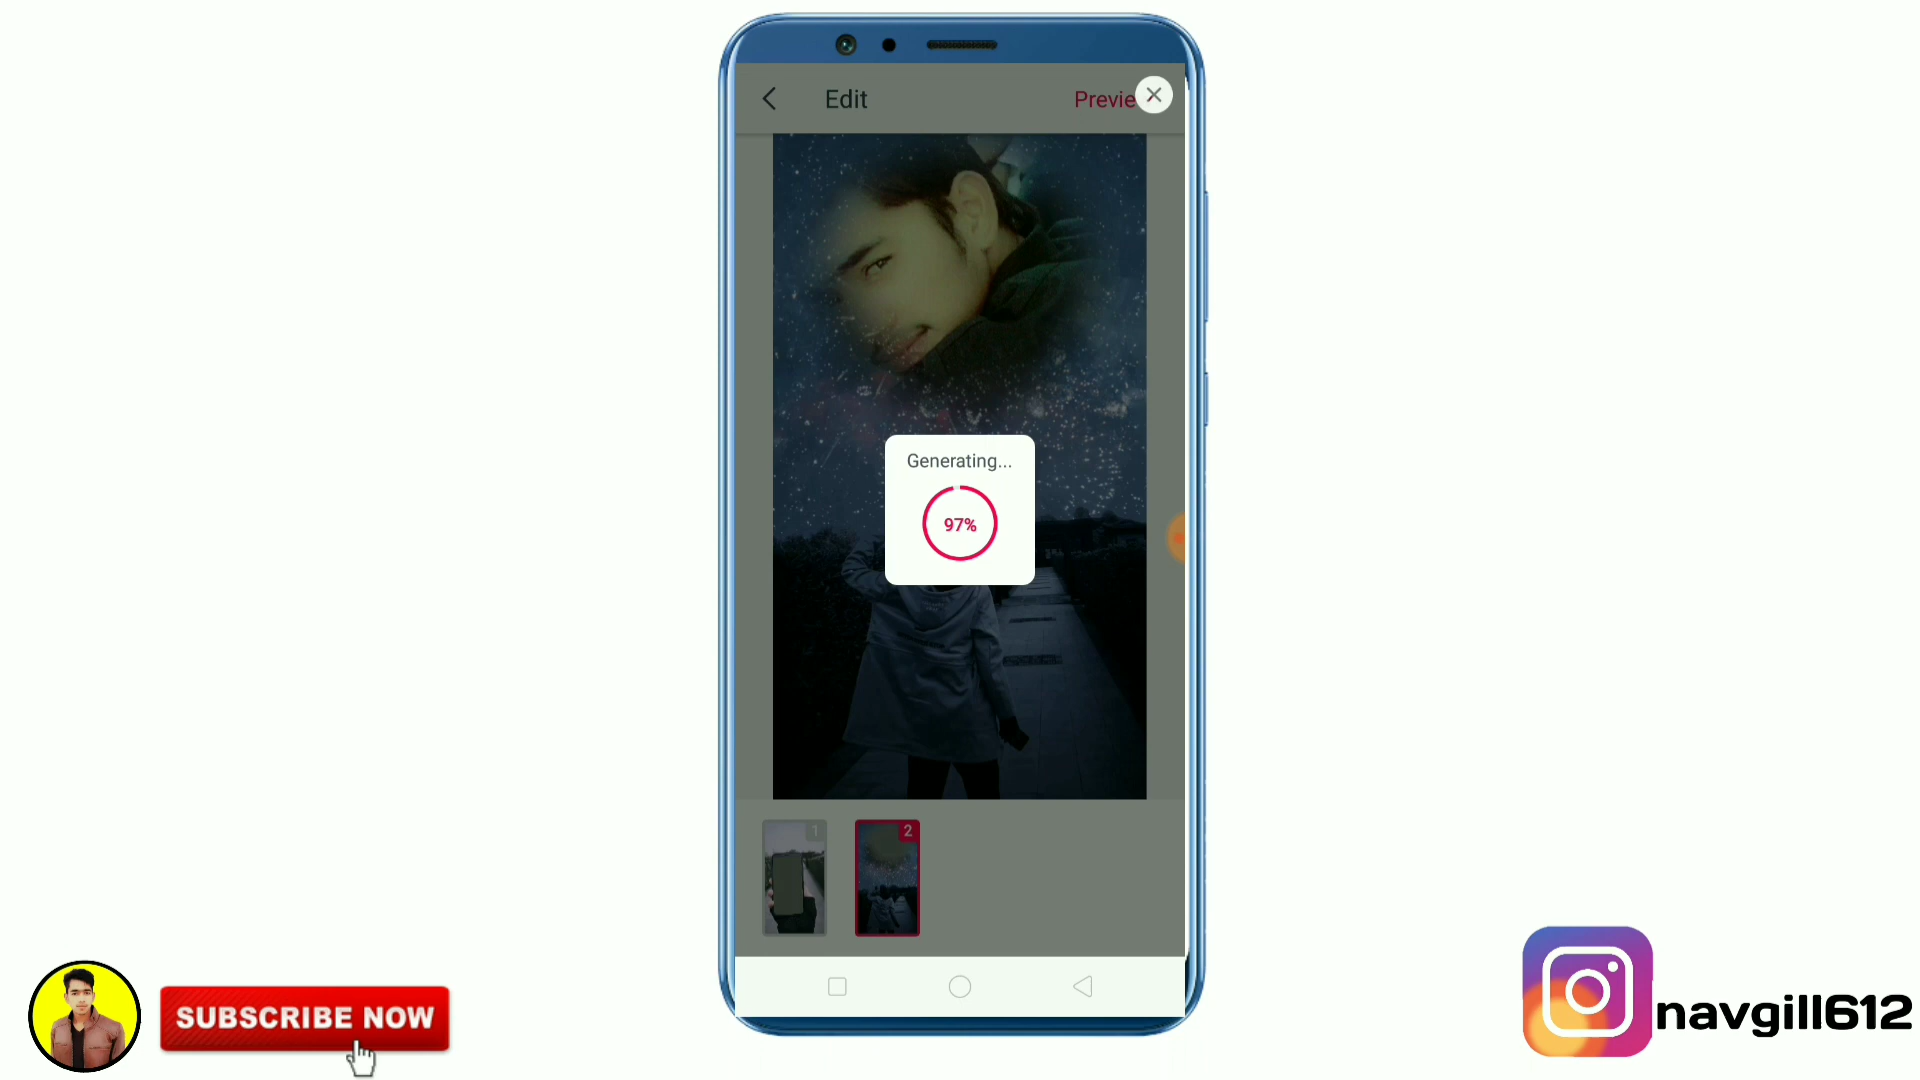 Edit
Previe
Generating...
97%
1
2
SUBSCRIBE NOW
navgill612